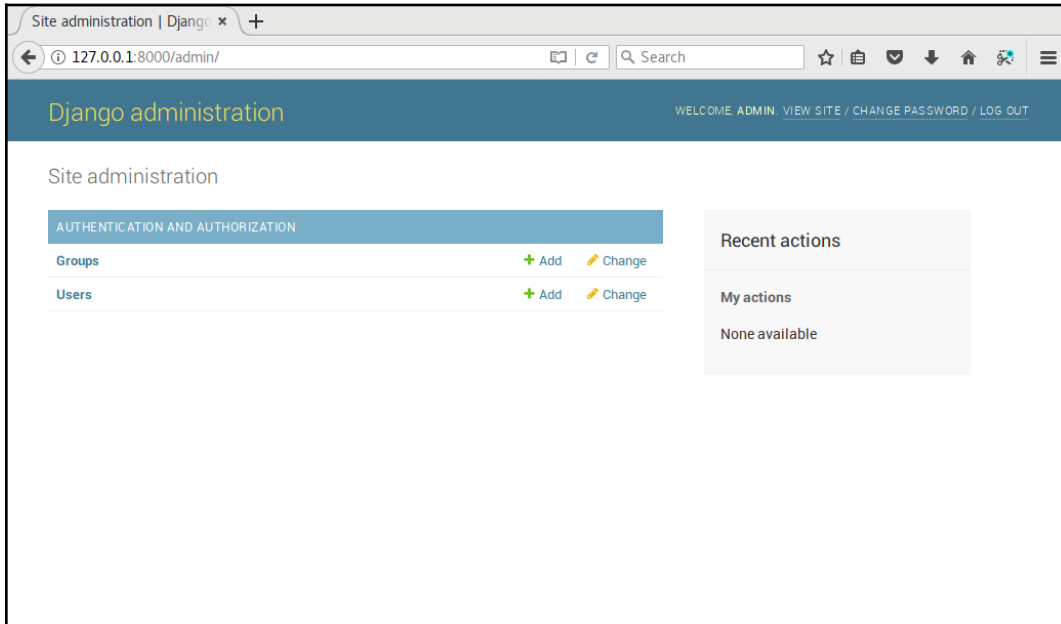 Site administration | Django
127.0.0.1:8000/admin/
Search
Django administration
WELCOME, ADMIN. VIEW SITE / CHANGE PASSWORD / LOG OUT
Site administration
AUTHENTICATION AND AUTHORIZATION
Groups + Add Change
Users + Add Change
Recent actions
My actions
None available